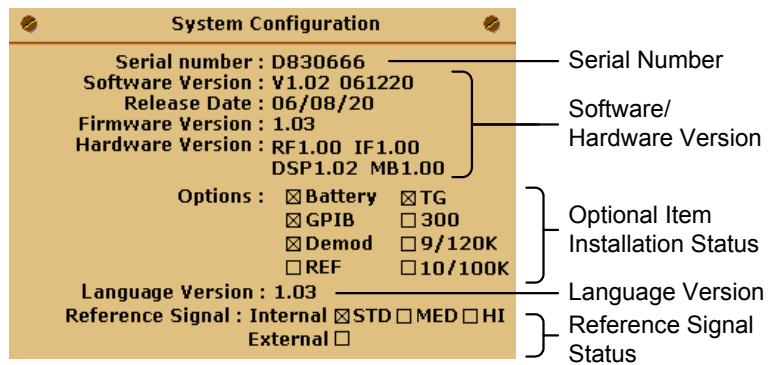 System Configuration
Serial number : D830666
Software Version : V1.02 061220
Release Date : 06/08/20
Firmware Version : 1.03
Hardware Version : RF1.00 IF1.00
DSP1.02 MB1.00
Options : ☒ Battery ☒ TG
☒ GPIB ☐ 300
☒ Demod ☐ 9/120K
☐ REF ☐ 10/100K
Language Version : 1.03
Reference Signal : Internal ☒ STD ☐ MED ☐ HI
External ☐
Serial Number
Software/
Hardware Version
Optional Item
Installation Status
Language Version
Reference Signal
Status